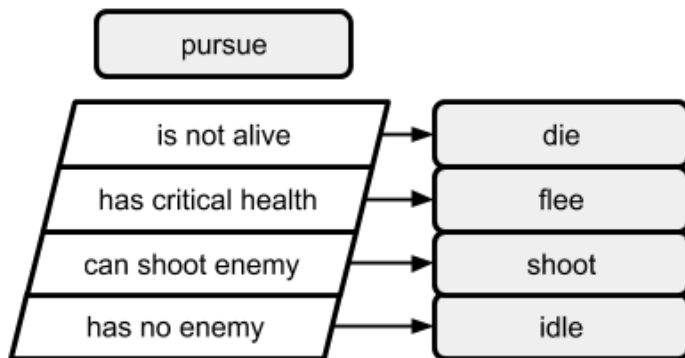 pursue
is not alive
die
has critical health
flee
can shoot enemy
shoot
has no enemy
idle